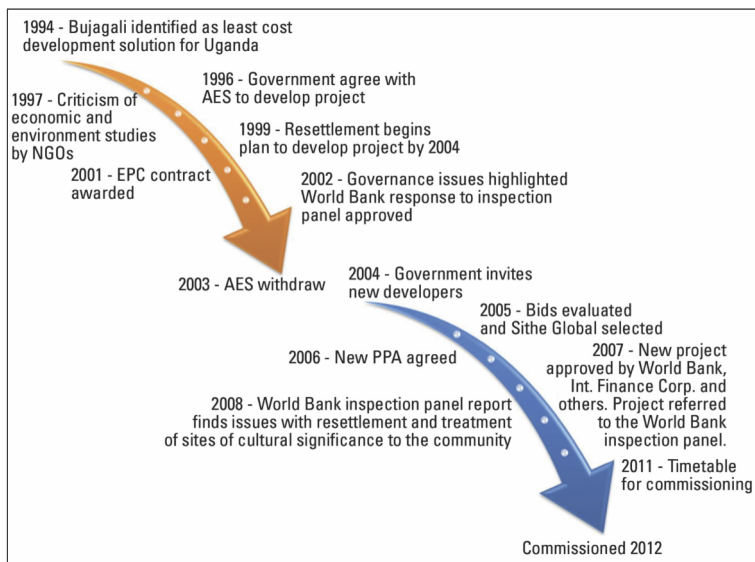 1994 - Bujagali identified as least cost
development solution for Uganda
1996 - Government agree with
AES to develop project
1997 - Criticism of
economic and
environment studies
by NGOs
1999 - Resettlement begins
plan to develop project by 2004
2001 - EPC contract
awarded
2002 - Governance issues highlighted
World Bank response to inspection
panel approved
2003 - AES withdraw
2004 - Government invites
new developers
2005 - Bids evaluated
and Sithe Global selected
2006 - New PPA agreed
2007 - New project
approved by World Bank,
Int. Finance Corp. and
others. Project referred
to the World Bank
inspection panel.
2008 - World Bank inspection panel report
finds issues with resettlement and treatment
of sites of cultural significance to the community
2011 - Timetable
for commissioning
Commissioned 2012